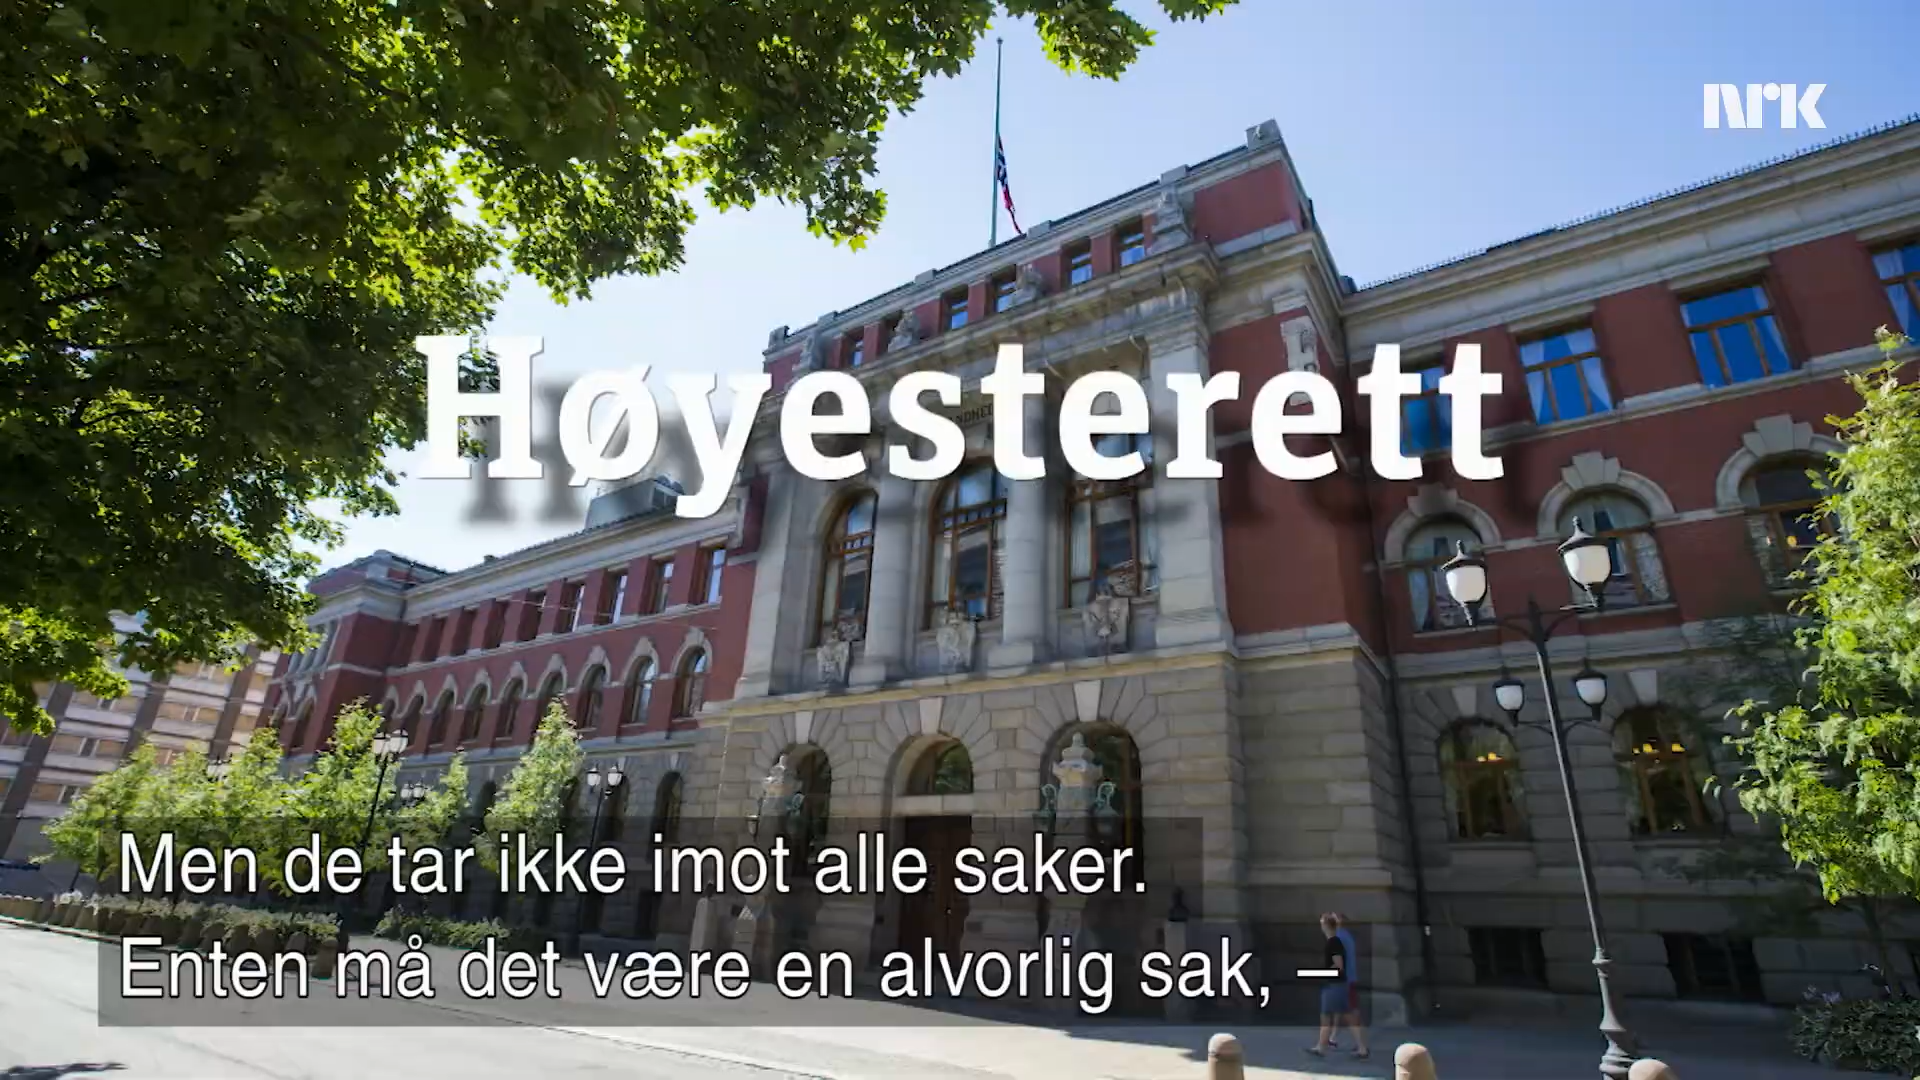 NRK
Høyesterett
Men de tar ikke imot alle saker.
Enten må det være en alvorlig sak, –